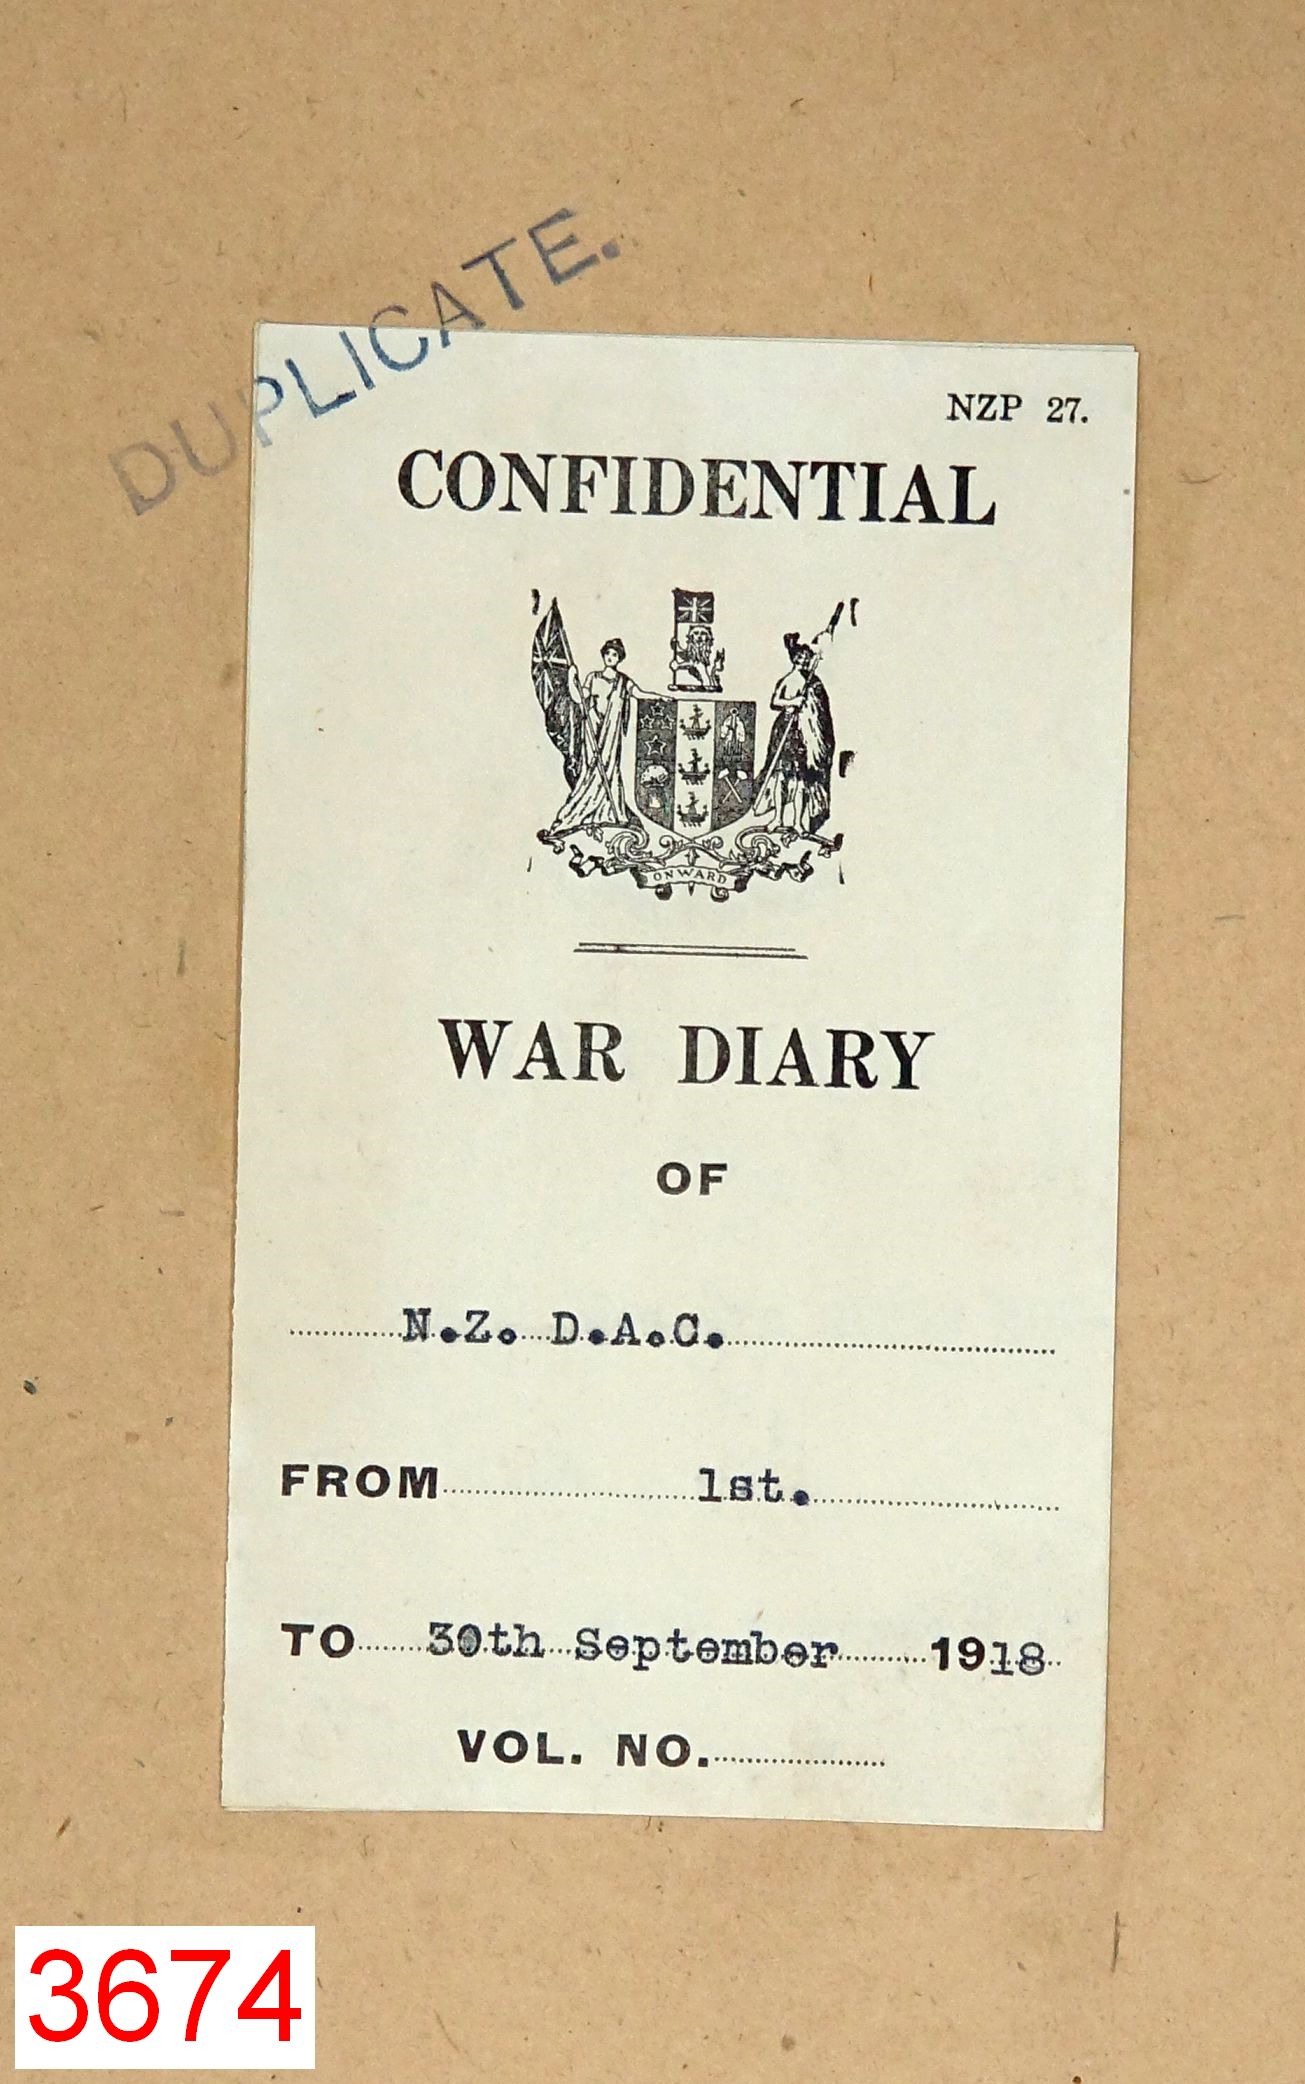 DUPLICATE.
NZP 27.
CONFIDENTIAL
ONWARD
WAR DIARY
OF
N.Z. D.A.C.
FROM 1st.
TO 30th September 1918
VOL. NO.
3674